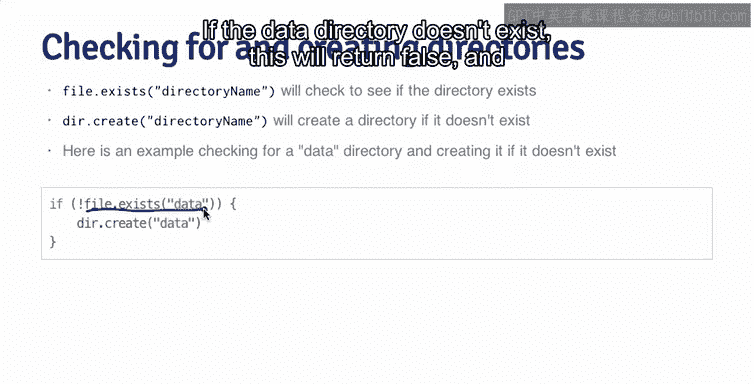 Checking for and creating directories
If the data directory doesn't exist,
this will return false, and
· file.exists("directoryName") will check to see if the directory exists
· dir.create("directoryName") will create a directory if it doesn't exist
· Here is an example checking for a "data" directory and creating it if it doesn't exist
if (!file.exists("data")) {
dir.create("data")
}